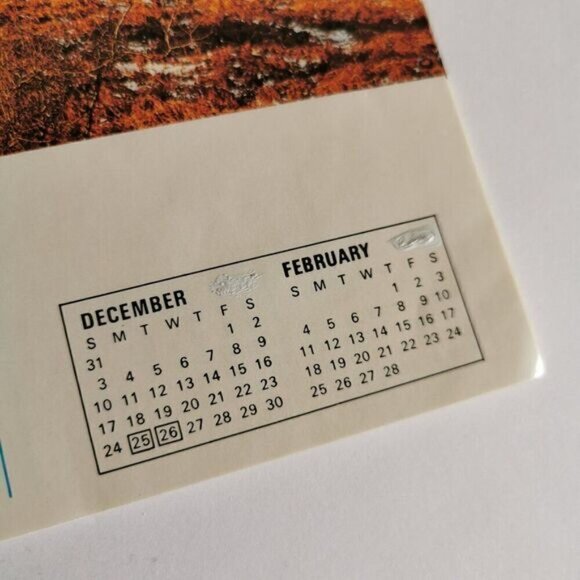 DECEMBER
S M T W T F S
31 1 2
3 4 5 6 7 8 9
10 11 12 13 14 15 16
17 18 19 20 21 22 23
24 25 26 27 28 29 30
FEBRUARY
S M T W T F S
1 2 3
4 5 6 7 8 9 10
11 12 13 14 15 16 17
18 19 20 21 22 23 24
25 26 27 28